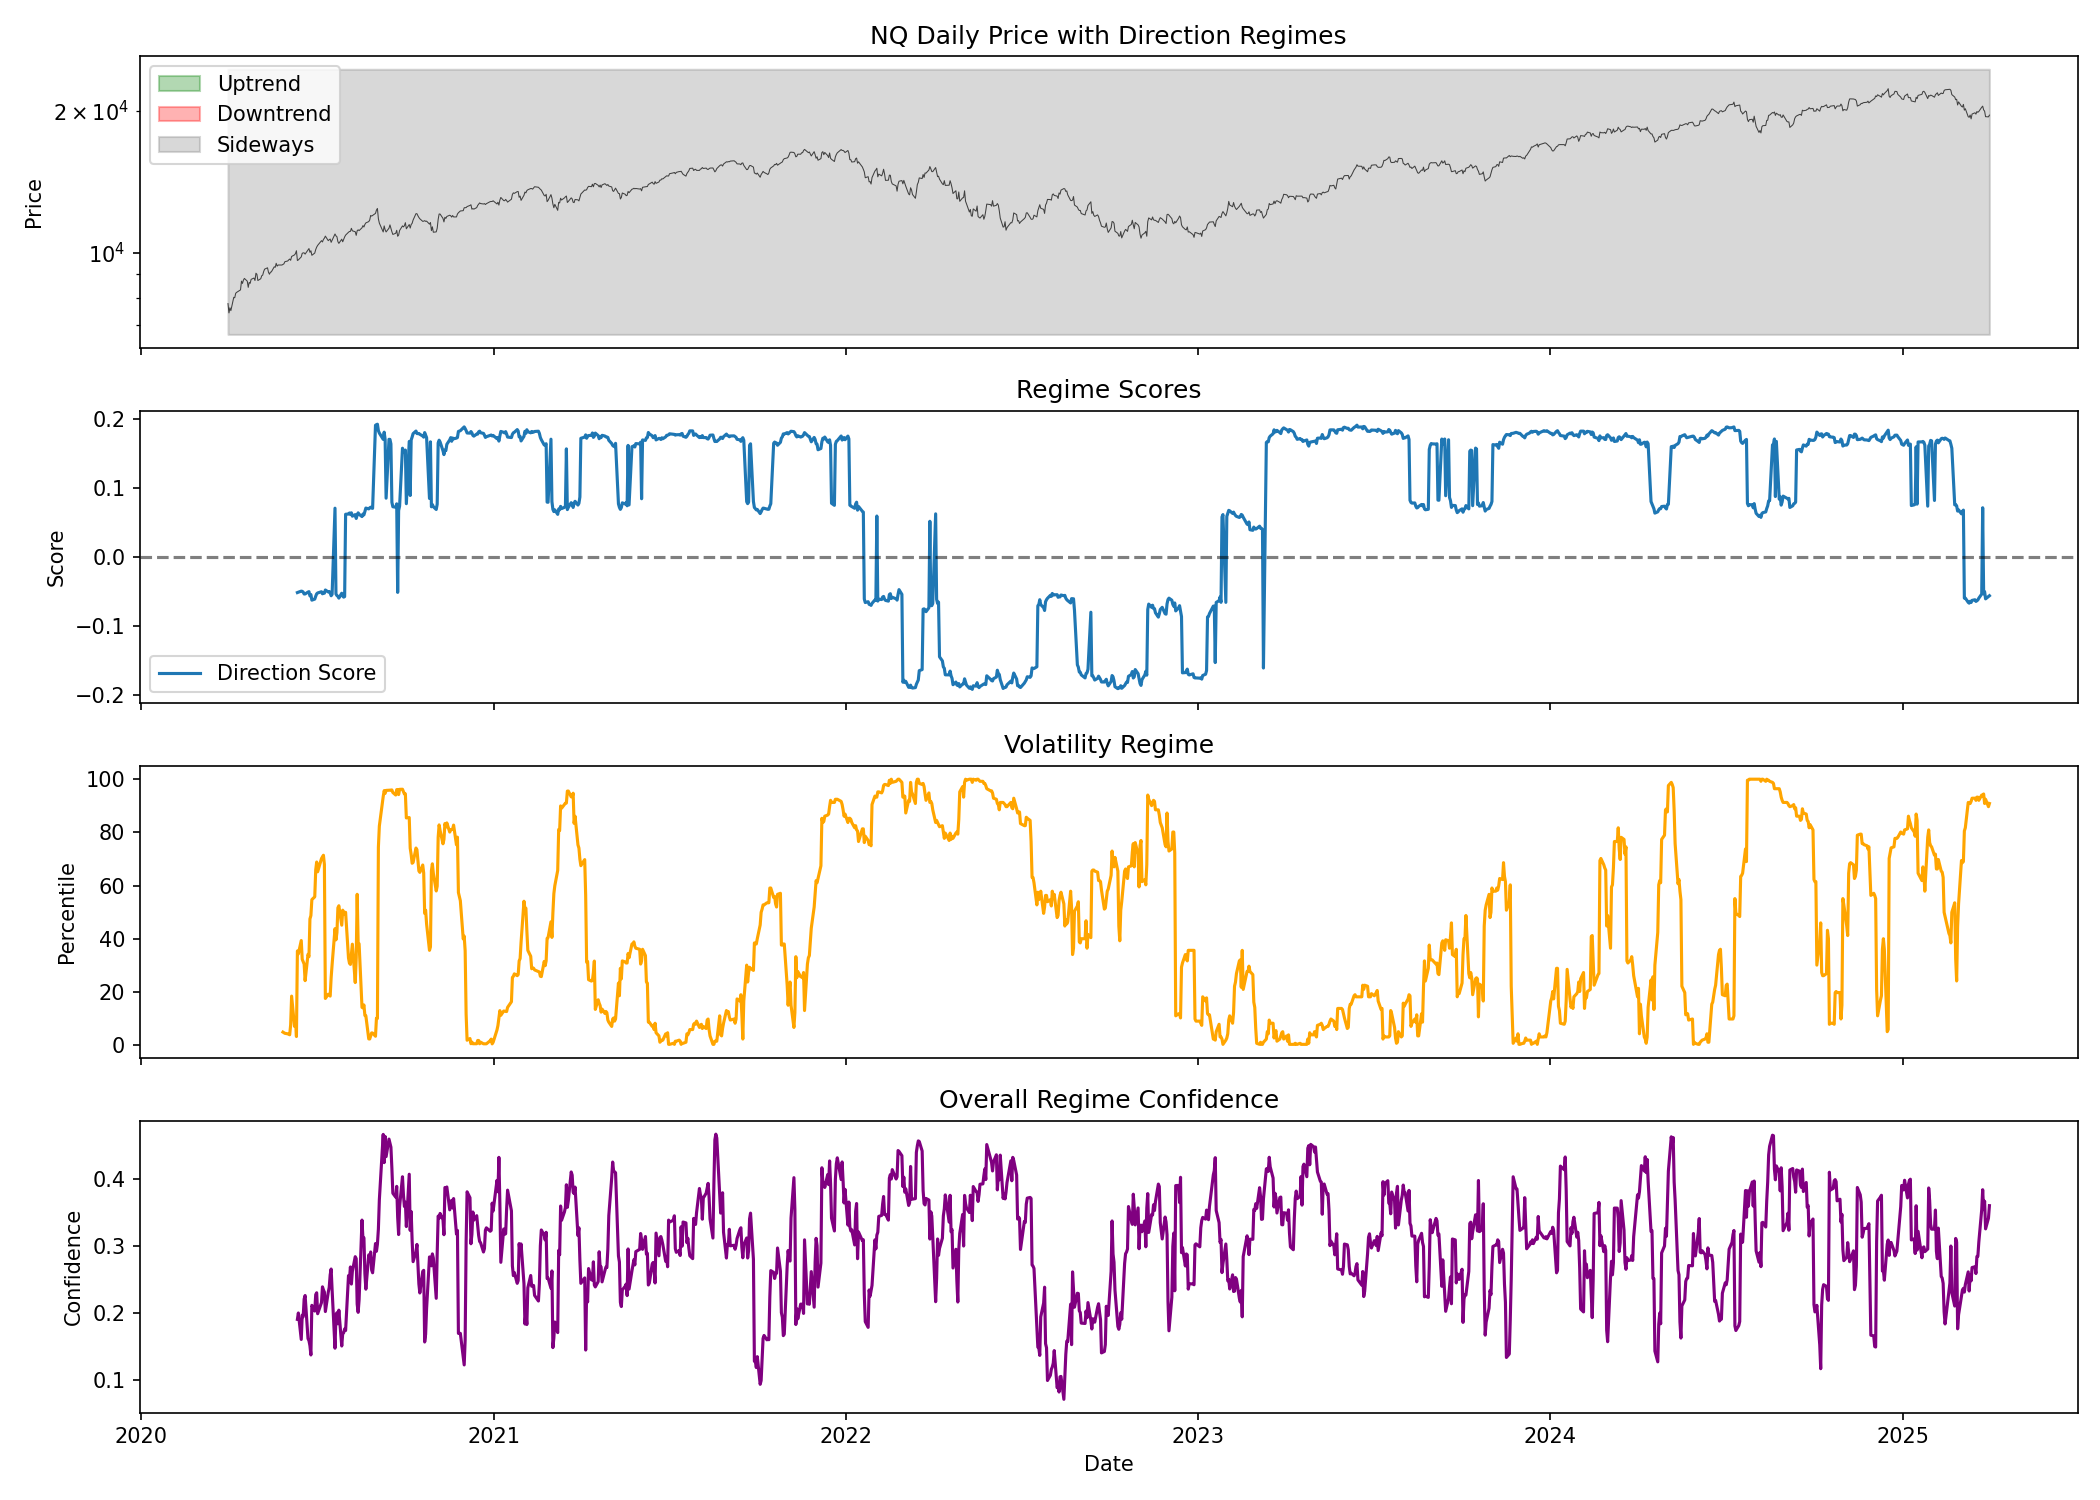 NQ Daily Price with Direction Regimes
Uptrend
Downtrend
Sideways
2 × 10⁴
10⁴
Price
Regime Scores
0.2
0.1
0.0
−0.1
−0.2
Score
Direction Score
Volatility Regime
100
80
60
40
20
0
Percentile
Overall Regime Confidence
0.4
0.3
0.2
0.1
Confidence
2020 2021 2022 2023 2024 2025
Date